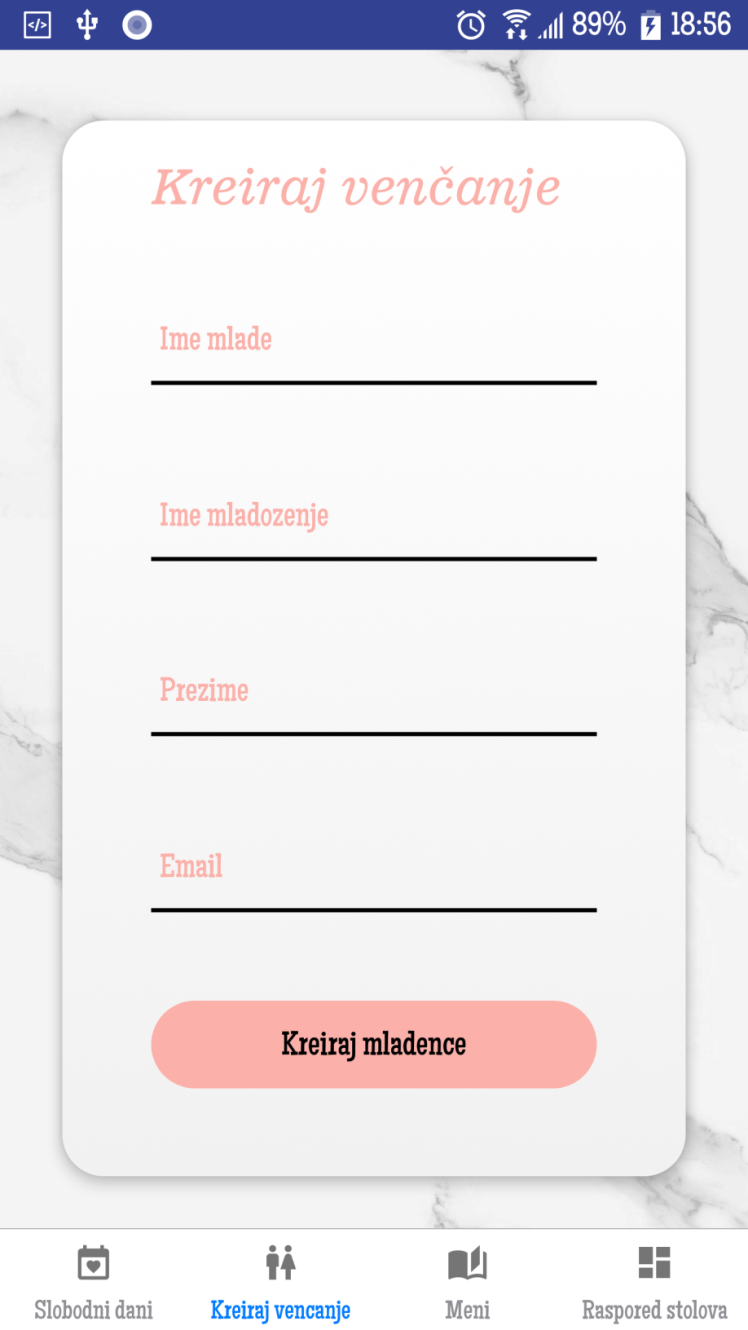 89% 18:56
Kreiraj venčanje
Ime mlade
Ime mladozenje
Prezime
Email
Kreiraj mladence
Slobodni dani Kreiraj vencanje Meni Raspored stolova